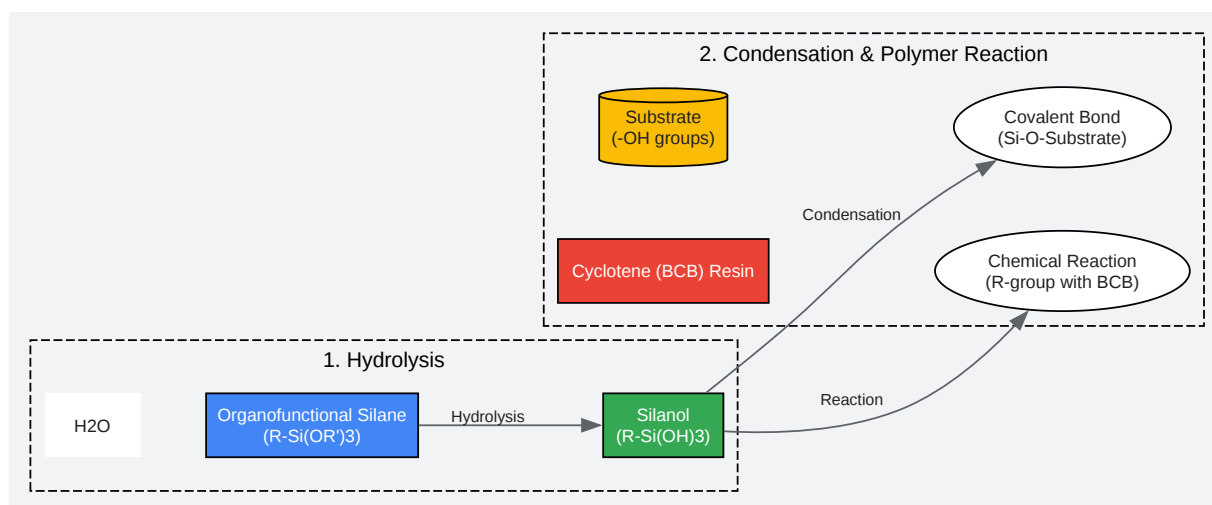 2. Condensation & Polymer Reaction
Substrate
(-OH groups)
Covalent Bond
(Si-O-Substrate)
Condensation
Cyclotene (BCB) Resin
Chemical Reaction
(R-group with BCB)
1. Hydrolysis
H2O
Organofunctional Silane
(R-Si(OR')3)
Hydrolysis
Silanol
(R-Si(OH)3)
Reaction